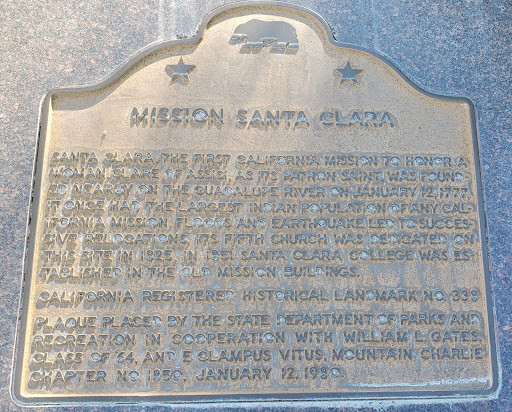 MISSION SANTA CLARA
SANTA CLARA, THE FIRST CALIFORNIA MISSION TO HONOR A
WOMAN, CLARE OF ASSISI, AS ITS PATRON SAINT, WAS FOUND-
ED NEARBY ON THE GUADALUPE RIVER ON JANUARY 12, 1777.
IT ONCE HAD THE LARGEST INDIAN POPULATION OF ANY CAL-
IFORNIA MISSION. FLOODS AND EARTHQUAKE LED TO SUCCES-
SIVE RELOCATIONS; ITS FIFTH CHURCH WAS DEDICATED ON
THIS SITE IN 1825. IN 1851 SANTA CLARA COLLEGE WAS ES-
TABLISHED IN THE OLD MISSION BUILDINGS.
CALIFORNIA REGISTERED HISTORICAL LANDMARK NO. 338
PLAQUE PLACED BY THE STATE DEPARTMENT OF PARKS AND
RECREATION IN COOPERATION WITH WILLIAM L. GATES,
CLASS OF '64, AND E CLAMPUS VITUS, MOUNTAIN CHARLIE
CHAPTER NO. 1850. JANUARY 12, 1980.